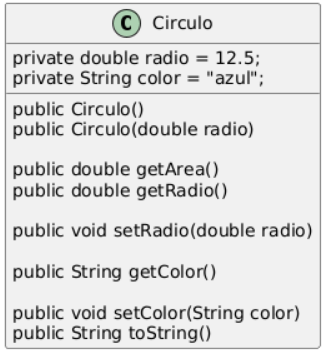 C Circulo
private double radio = 12.5;
private String color = "azul";
public Circulo()
public Circulo(double radio)
public double getArea()
public double getRadio()
public void setRadio(double radio)
public String getColor()
public void setColor(String color)
public String toString()